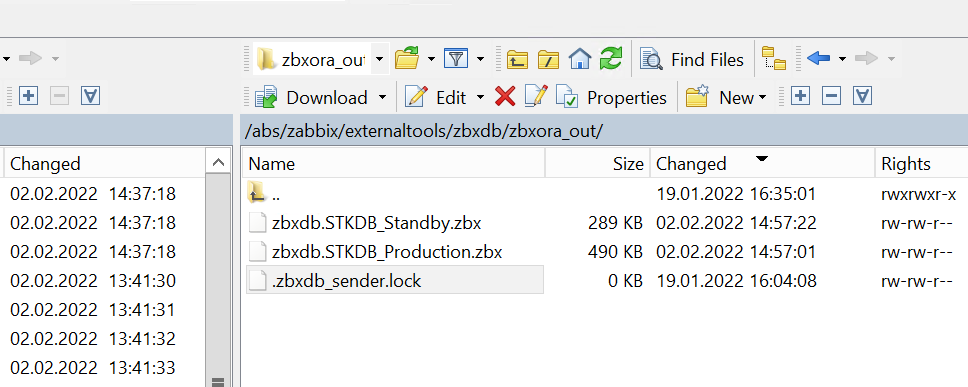 zbxora_out
Find Files
Download Edit Properties New
/abs/zabbix/externaltools/zbxdb/zbxora_out/
Changed
02.02.2022 14:37:18
02.02.2022 14:37:18
02.02.2022 14:37:18
02.02.2022 13:41:30
02.02.2022 13:41:31
02.02.2022 13:41:32
02.02.2022 13:41:33
Name Size Changed Rights
.. 19.01.2022 16:35:01 rwxrwxr-x
zbxdb.STKDB_Standby.zbx 289 KB 02.02.2022 14:57:22 rw-rw-r--
zbxdb.STKDB_Production.zbx 490 KB 02.02.2022 14:57:01 rw-rw-r--
.zbxdb_sender.lock 0 KB 19.01.2022 16:04:08 rw-rw-r--